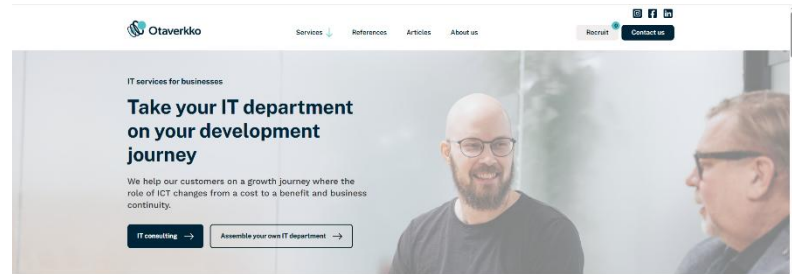 Otaverkko
Services
References
Articles
About us
Recruit
0
Contact us
IT services for businesses
Take your IT department
on your development
journey
We help our customers on a growth journey where the
role of ICT changes from a cost to a benefit and business
continuity.
IT consulting
Assemble your own IT department